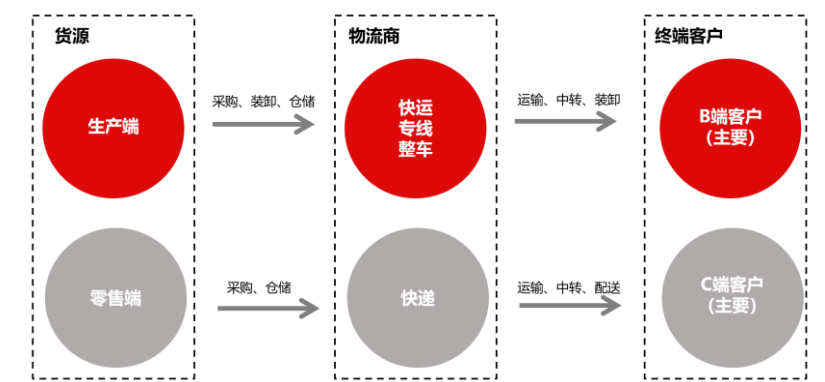 货源
物流商
终端客户
生产端
采购、装卸、仓储
快运
专线
整车
运输、中转、装卸
B端客户
（主要）
零售端
采购、仓储
快递
运输、中转、配送
C端客户
（主要）